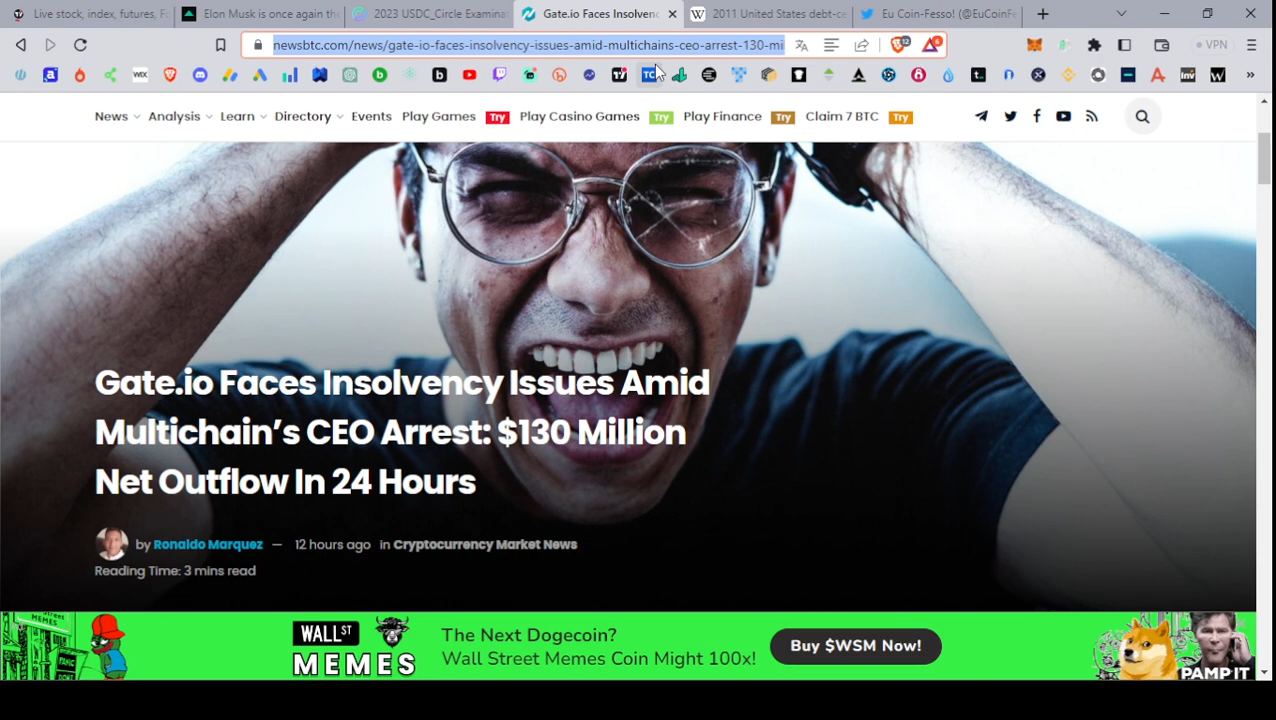 Live stock, index, futures, F
Elon Musk is once again th
2023 USDC_Circle Examina
Gate.io Faces Insolven
2011 United States debt-ce
Eu Coin-Fesso! (@EuCoinFe
newsbtc.com/news/gate-io-faces-insolvency-issues-amid-multichains-ceo-arrest-130-mi
VPN
News Analysis Learn Directory Events Play Games Try Play Casino Games Try Play Finance Try Claim 7 BTC Try
Gate.io Faces Insolvency Issues Amid
Multichain's CEO Arrest: $130 Million
Net Outflow In 24 Hours
by Ronaldo Marquez — 12 hours ago in Cryptocurrency Market News
Reading Time: 3 mins read
WALL ST
MEMES
The Next Dogecoin?
Wall Street Memes Coin Might 100x!
Buy $WSM Now!
PAMP IT